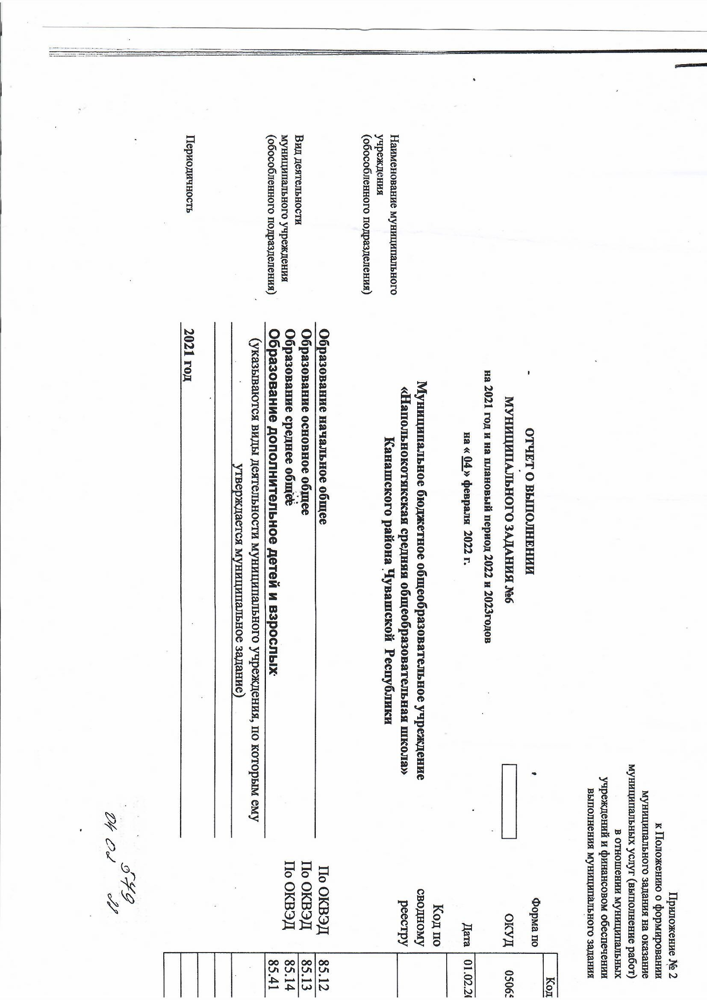 Приложение № 2
к Положению о формировании
муниципального задания на оказание
муниципальных услуг (выполнение работ)
в отношении муниципальных
учреждений и финансовом обеспечении
выполнения муниципального задания
ОТЧЕТ О ВЫПОЛНЕНИИ
МУНИЦИПАЛЬНОГО ЗАДАНИЯ №6
на 2021 год и на плановый период 2022 и 2023годов
на « 04 » февраля 2022 г.
Код
Форма по
ОКУД
0506
Дата
01.02.2
Код по
сводному
реестру
Наименование муниципального
учреждения
(обособленного подразделения)
Муниципальное бюджетное общеобразовательное учреждение
«Напольнокотякская средняя общеобразовательная школа»
Канашского района Чувашской Республики
Вид деятельности
муниципального учреждения
(обособленного подразделения)
Образование начальное общее По ОКВЭД 85.12
Образование основное общее По ОКВЭД 85.13
Образование среднее общее По ОКВЭД 85.14
Образование дополнительное детей и взрослых 85.41
(указываются виды деятельности муниципального учреждения, по которым ему
утверждается муниципальное задание)
Периодичность 2021 год
04 02